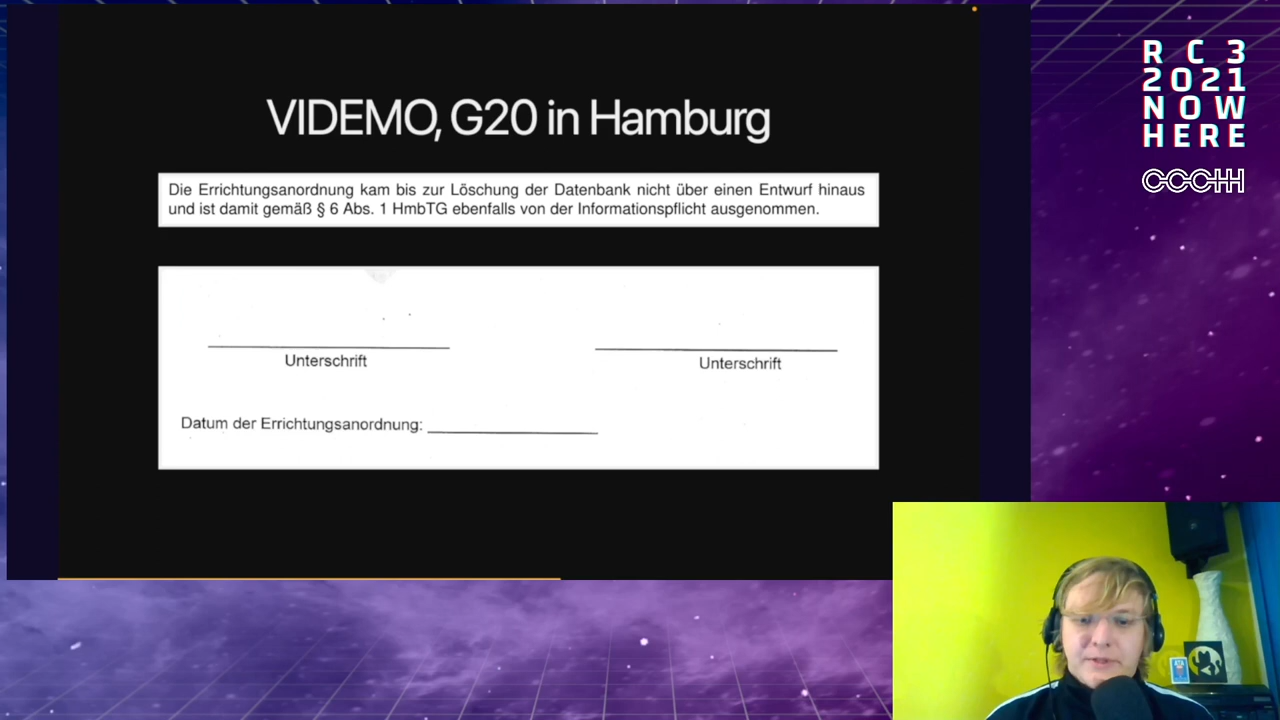 VIDEMO, G20 in Hamburg
Die Errichtungsanordnung kam bis zur Löschung der Datenbank nicht über einen Entwurf hinaus
und ist damit gemäß § 6 Abs. 1 HmbTG ebenfalls von der Informationspflicht ausgenommen.
Unterschrift
Unterschrift
Datum der Errichtungsanordnung:
R C 3
2021
NOW
HERE
CCCHH